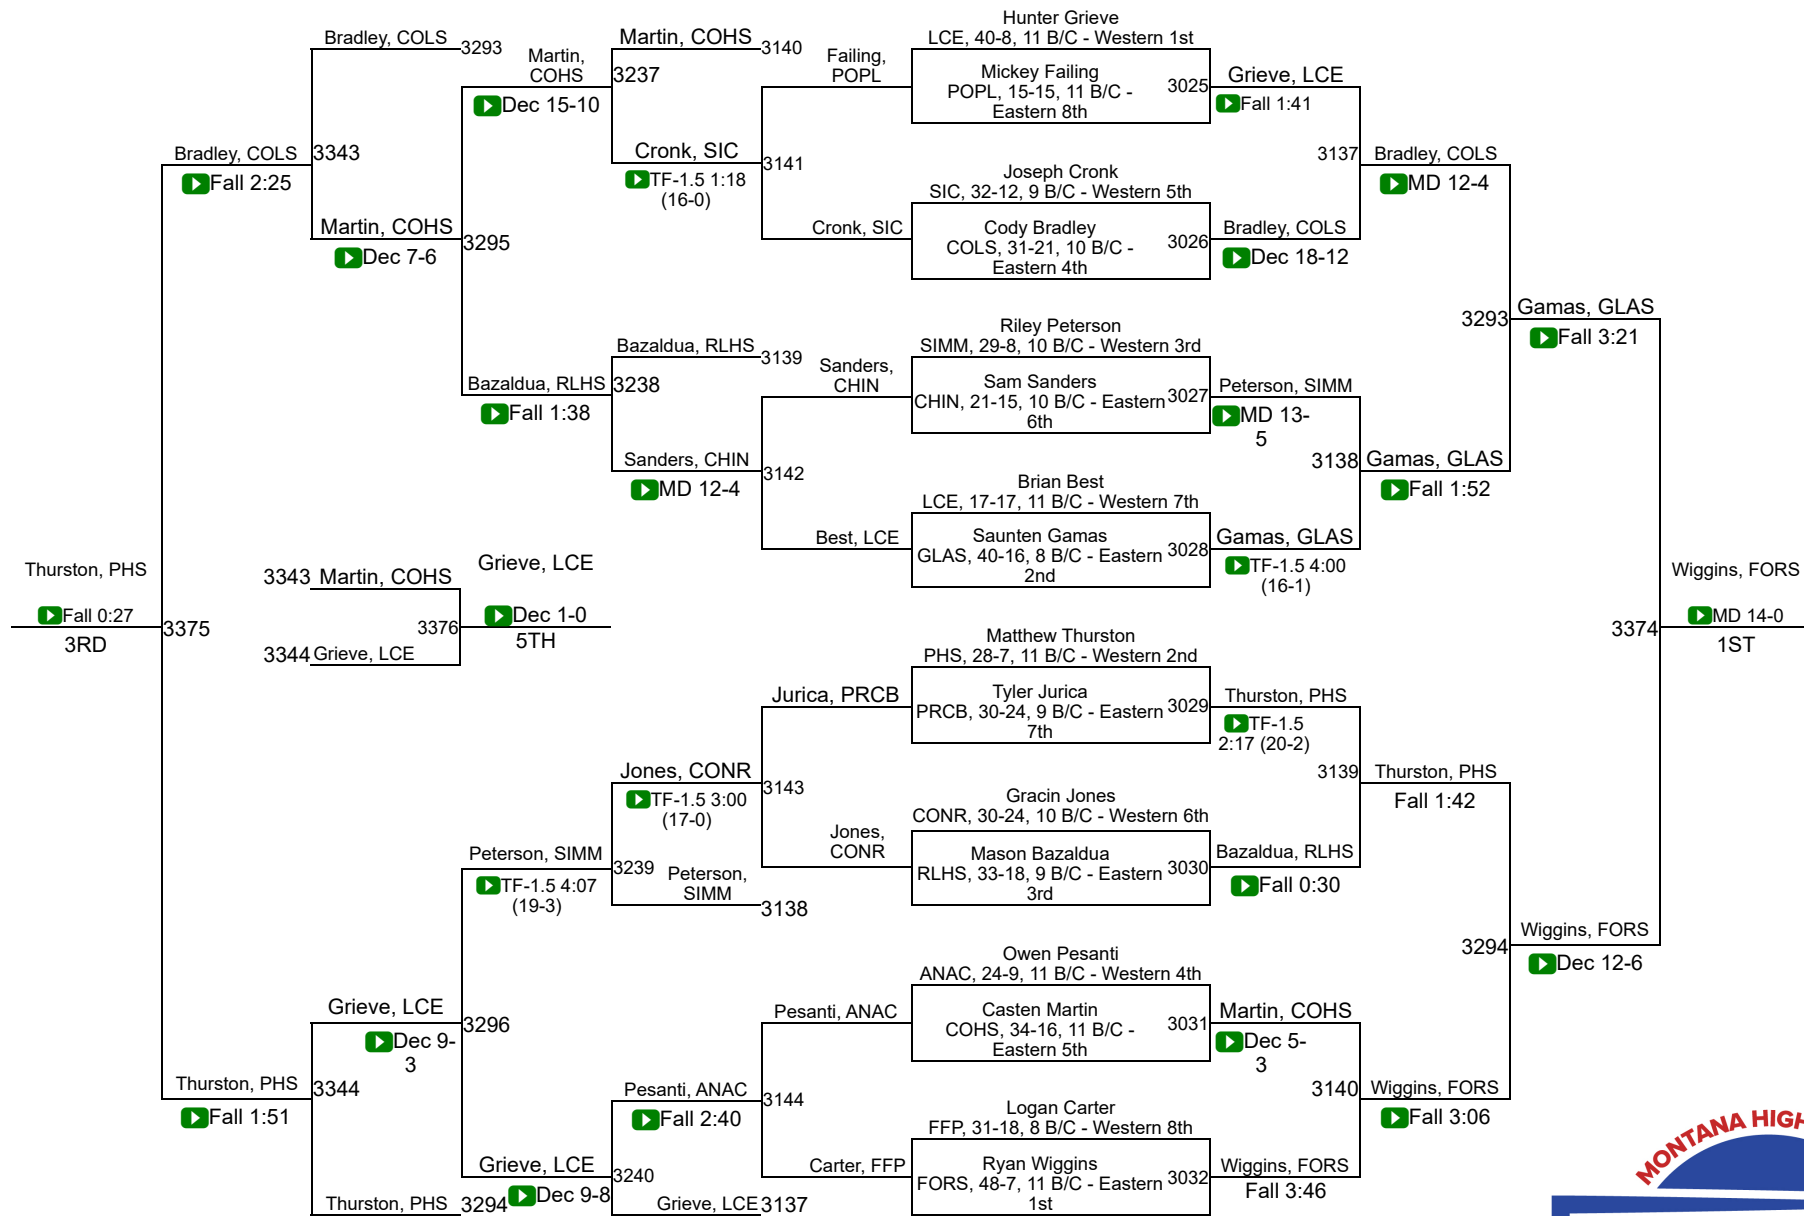 Bradley, COLS
3293
Martin, COHS
Dec 15-10
Martin, COHS
3140
3237
Cronk, SIC
TF-1.5 1:18
(16-0)
Failing,
POPL
3141
Cronk, SIC
Hunter Grieve
LCE, 40-8, 11 B/C - Western 1st
Mickey Failing
POPL, 15-15, 11 B/C -
Eastern 8th
3025
Grieve, LCE
Fall 1:41
Joseph Cronk
SIC, 32-12, 9 B/C - Western 5th
Cody Bradley
COLS, 31-21, 10 B/C -
Eastern 4th
3026
Bradley, COLS
Dec 18-12
3137
Bradley, COLS
MD 12-4
Bradley, COLS
Fall 2:25
3343
Martin, COHS
Dec 7-6
3295
Bazaldua, RLHS
Fall 1:38
Bazaldua, RLHS
3139
3238
Sanders, CHIN
MD 12-4
Sanders,
CHIN
3142
Best, LCE
Riley Peterson
SIMM, 29-8, 10 B/C - Western 3rd
Sam Sanders
CHIN, 21-15, 10 B/C - Eastern
6th
3027
Peterson, SIMM
MD 13-
5
Brian Best
LCE, 17-17, 11 B/C - Western 7th
Saunten Gamas
GLAS, 40-16, 8 B/C - Eastern
2nd
3028
Gamas, GLAS
TF-1.5 4:00
(16-1)
3138
Gamas, GLAS
Fall 1:52
3293
Gamas, GLAS
Fall 3:21
Thurston, PHS
Fall 0:27
3RD
3375
3343
Martin, COHS
3344
Grieve, LCE
3376
Grieve, LCE
Dec 1-0
5TH
3374
Wiggins, FORS
MD 14-0
1ST
Matthew Thurston
PHS, 28-7, 11 B/C - Western 2nd
Tyler Jurica
PRCB, 30-24, 9 B/C - Eastern
7th
3029
Thurston, PHS
TF-1.5
2:17 (20-2)
Gracin Jones
CONR, 30-24, 10 B/C - Western 6th
Mason Bazaldua
RLHS, 33-18, 9 B/C - Eastern
3rd
3030
Bazaldua, RLHS
Fall 0:30
3139
Thurston, PHS
Fall 1:42
Jurica, PRCB
3143
Jones,
CONR
Jones, CONR
TF-1.5 3:00
(17-0)
3239
Peterson,
SIMM
3138
Peterson, SIMM
TF-1.5 4:07
(19-3)
3296
Grieve, LCE
Dec 9-8
Grieve, LCE
Dec 9-
3
3344
Thurston, PHS
3294
Thurston, PHS
Fall 1:51
Pesanti, ANAC
Fall 2:40
3240
Grieve, LCE
3137
Pesanti, ANAC
3144
Carter, FFP
Owen Pesanti
ANAC, 24-9, 11 B/C - Western 4th
Casten Martin
COHS, 34-16, 11 B/C -
Eastern 5th
3031
Martin, COHS
Dec 5-
3
Logan Carter
FFP, 31-18, 8 B/C - Western 8th
Ryan Wiggins
FORS, 48-7, 11 B/C - Eastern
1st
3032
Wiggins, FORS
Fall 3:46
3140
Wiggins, FORS
Fall 3:06
3294
Wiggins, FORS
Dec 12-6
MONTANA HIGH